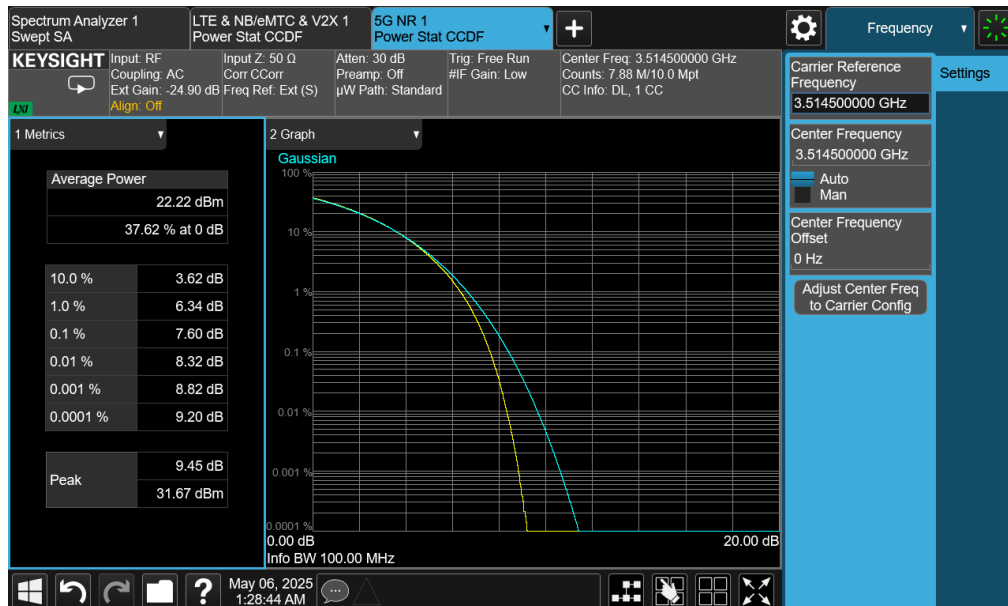 Spectrum Analyzer 1
Swept SA
LTE & NB/eMTC & V2X 1
Power Stat CCDF
5G NR 1
Power Stat CCDF
Frequency
KEYSIGHT
LXI
Input: RF
Coupling: AC
Ext Gain: -24.90 dB
Align: Off
Input Z: 50 Ω
Corr CCorr
Freq Ref: Ext (S)
Atten: 30 dB
Preamp: Off
µW Path: Standard
Trig: Free Run
#IF Gain: Low
Center Freq: 3.514500000 GHz
Counts: 7.88 M/10.0 Mpt
CC Info: DL, 1 CC
Carrier Reference
Frequency
3.514500000 GHz
Settings
Center Frequency
3.514500000 GHz
Auto
Man
Center Frequency
Offset
0 Hz
Adjust Center Freq
to Carrier Config
1 Metrics
Average Power
22.22 dBm
37.62 % at 0 dB
10.0 % 3.62 dB
1.0 % 6.34 dB
0.1 % 7.60 dB
0.01 % 8.32 dB
0.001 % 8.82 dB
0.0001 % 9.20 dB
Peak
9.45 dB
31.67 dBm
2 Graph
Gaussian
100 %
10 %
1 %
0.1 %
0.01 %
0.001 %
0.0001 %
0.00 dB
20.00 dB
Info BW 100.00 MHz
?
May 06, 2025
1:28:44 AM